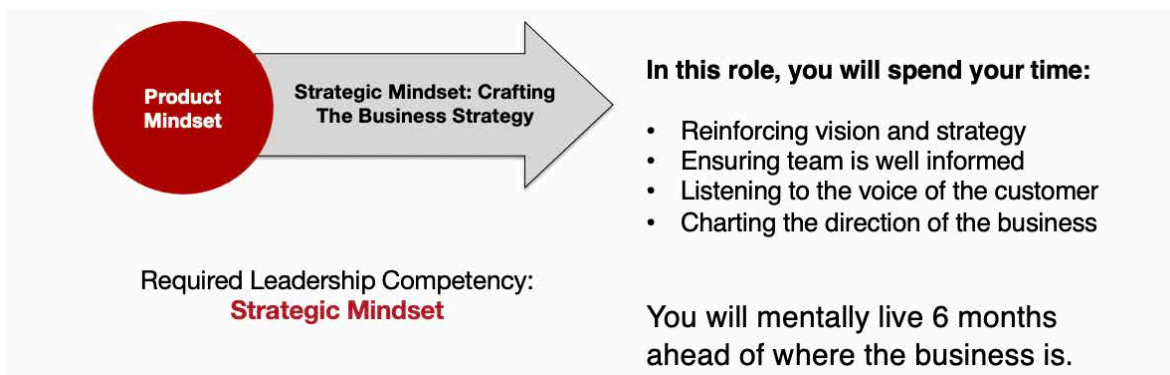 Product
Mindset
Strategic Mindset: Crafting
The Business Strategy
Required Leadership Competency:
Strategic Mindset
In this role, you will spend your time:
• Reinforcing vision and strategy
• Ensuring team is well informed
• Listening to the voice of the customer
• Charting the direction of the business
You will mentally live 6 months
ahead of where the business is.